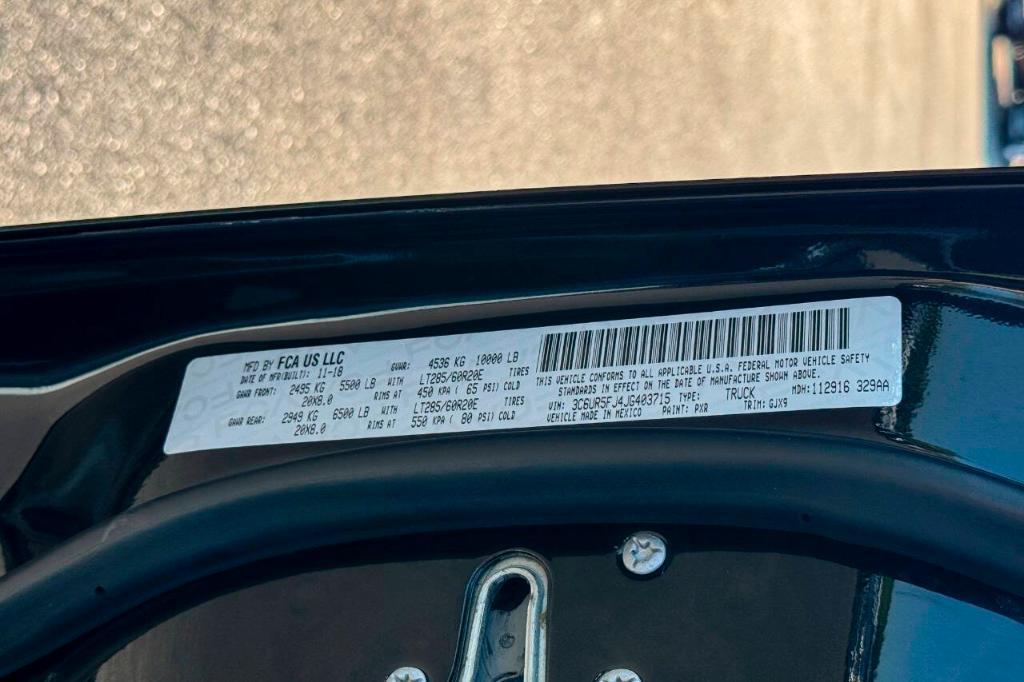 MFD BY FCA US LLC GVWR: 4536 KG 10000 LB
DATE OF MFR(BUILT): 11-18
GAWR FRONT: 2495 KG 5500 LB WITH LT285/60R20E TIRES
20X8.0 RIMS AT 450 KPA ( 65 PSI) COLD
GAWR REAR: 2949 KG 6500 LB WITH LT285/60R20E TIRES
20X8.0 RIMS AT 550 KPA ( 80 PSI) COLD
THIS VEHICLE CONFORMS TO ALL APPLICABLE U.S.A. FEDERAL MOTOR VEHICLE SAFETY
STANDARDS IN EFFECT ON THE DATE OF MANUFACTURE SHOWN ABOVE.
VIN: 3C6UR5FJ4JG403715 TYPE: TRUCK MDH:112916 329AA
VEHICLE MADE IN MEXICO PAINT: PXR TRIM: GJX9